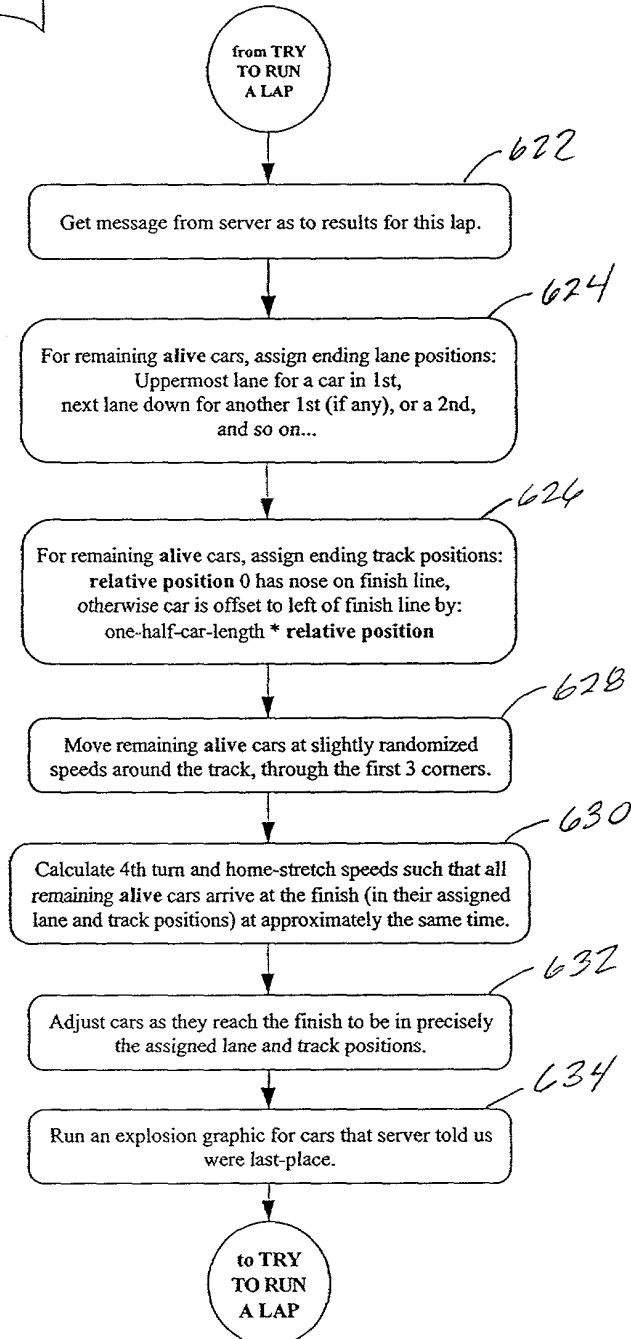 from TRY
TO RUN
A LAP
622
Get message from server as to results for this lap.
624
For remaining alive cars, assign ending lane positions:
Uppermost lane for a car in 1st,
next lane down for another 1st (if any), or a 2nd,
and so on...
626
For remaining alive cars, assign ending track positions:
relative position 0 has nose on finish line,
otherwise car is offset to left of finish line by:
one-half-car-length * relative position
628
Move remaining alive cars at slightly randomized
speeds around the track, through the first 3 corners.
630
Calculate 4th turn and home-stretch speeds such that all
remaining alive cars arrive at the finish (in their assigned
lane and track positions) at approximately the same time.
632
Adjust cars as they reach the finish to be in precisely
the assigned lane and track positions.
634
Run an explosion graphic for cars that server told us
were last-place.
to TRY
TO RUN
A LAP